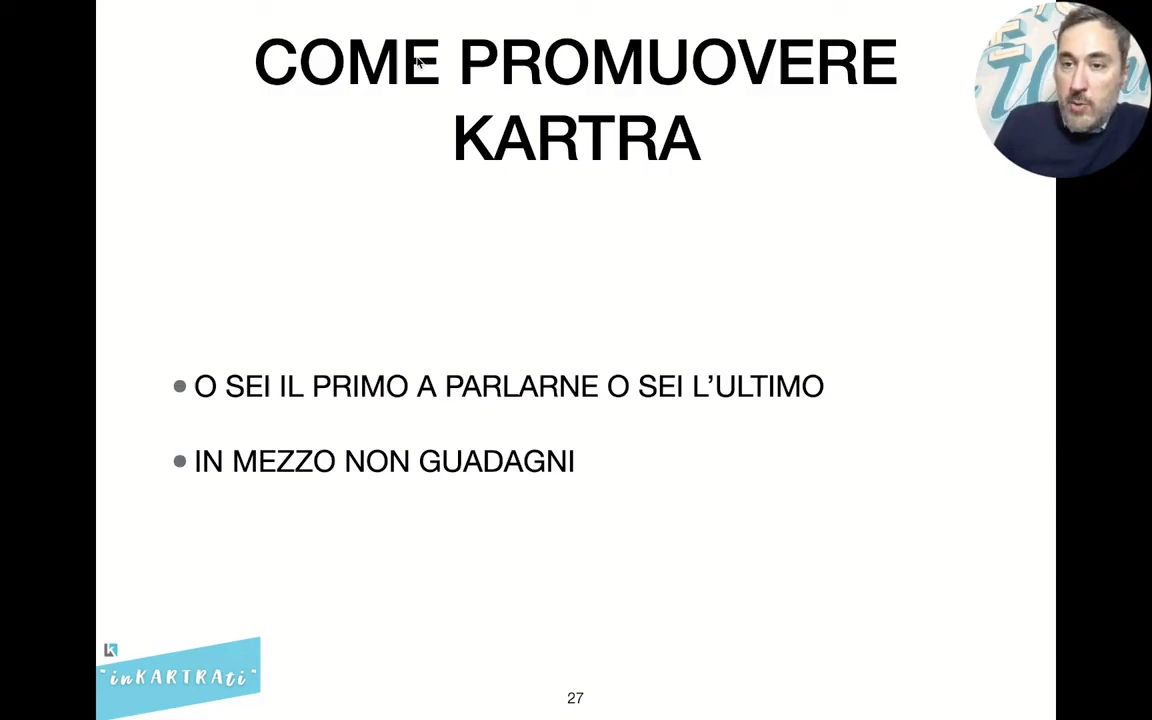 COME PROMUOVERE
KARTRA
• O SEI IL PRIMO A PARLARNE O SEI L’ULTIMO
• IN MEZZO NON GUADAGNI
"inKARTRAti"
27